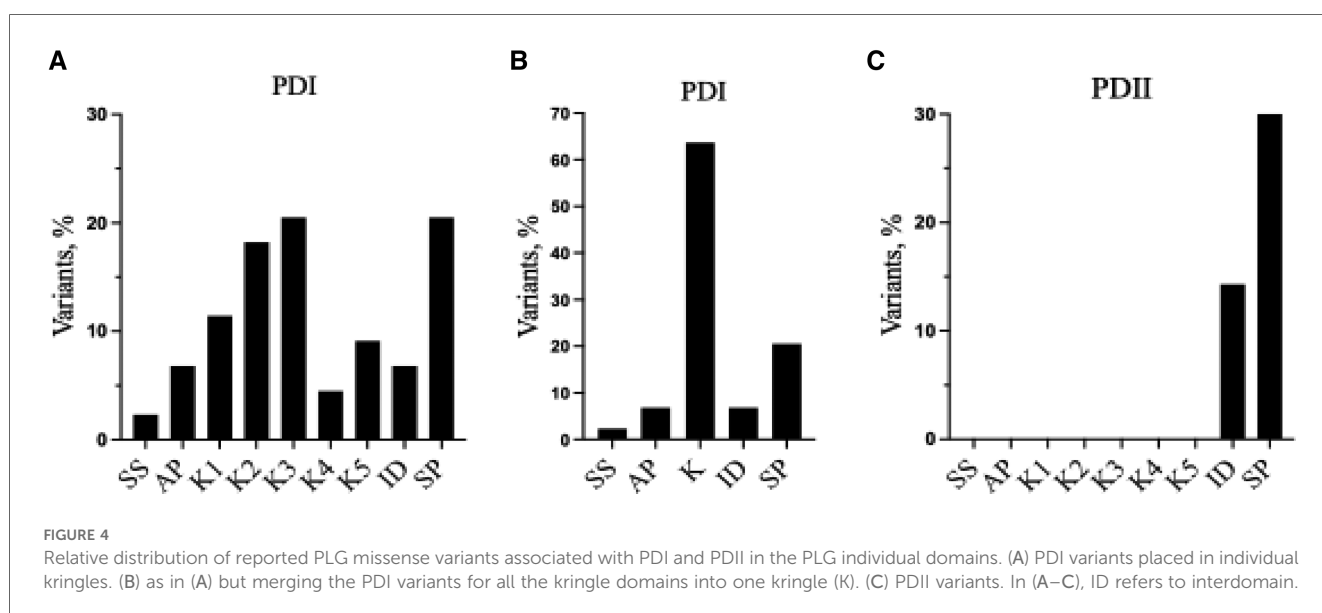 A
PDI
Variants, %
30
20
10
0
SS AP K1 K2 K3 K4 K5 ID SP
B
PDI
Variants, %
70
60
50
40
30
20
10
0
SS AP K ID SP
C
PDII
Variants, %
30
20
10
0
SS AP K1 K2 K3 K4 K5 ID SP
FIGURE 4
Relative distribution of reported PLG missense variants associated with PDI and PDII in the PLG individual domains. (A) PDI variants placed in individual
kringles. (B) as in (A) but merging the PDI variants for all the kringle domains into one kringle (K). (C) PDII variants. In (A–C), ID refers to interdomain.